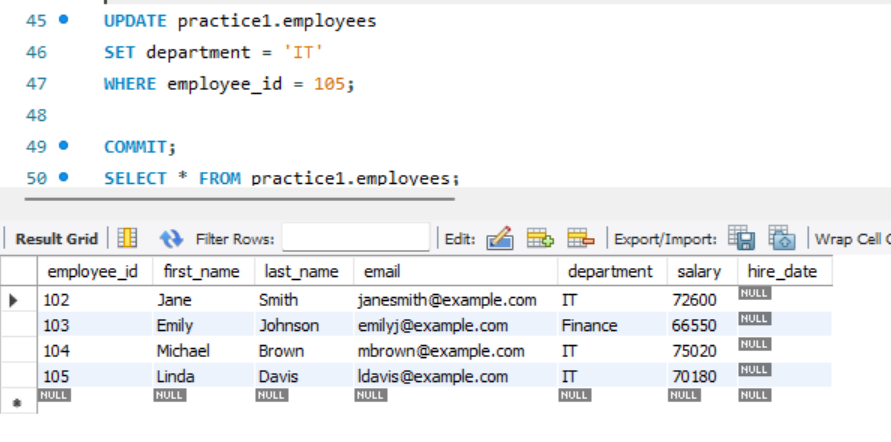 45 UPDATE practice1.employees
46 SET department = 'IT'
47 WHERE employee_id = 105;
48
49 COMMIT;
50 SELECT * FROM practice1.employees;
Result Grid Filter Rows: Edit: Export/Import: Wrap Cell C
employee_id first_name last_name email department salary hire_date
102 Jane Smith janesmith@example.com IT 72600 NULL
103 Emily Johnson emilyj@example.com Finance 66550 NULL
104 Michael Brown mbrown@example.com IT 75020 NULL
105 Linda Davis ldavis@example.com IT 70180 NULL
NULL NULL NULL NULL NULL NULL NULL